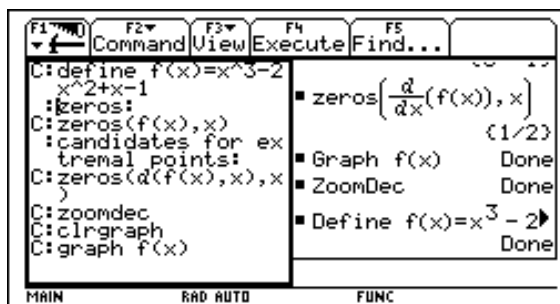 F1 F2 F3 F4 F5
Command View Execute Find...
C:define f(x)=x^3-2
x^2+x-1
:zeros:
C:zeros(f(x),x)
:candidates for ex
tremal points:
C:zeros(d(f(x),x),x
)
C:zoomdec
C:clrgraph
C:graph f(x)
▪ zeros(d/dx(f(x)),x)
{1/2}
▪ Graph f(x) Done
▪ ZoomDec Done
▪ Define f(x)=x³ - 2
Done
MAIN RAD AUTO FUNC